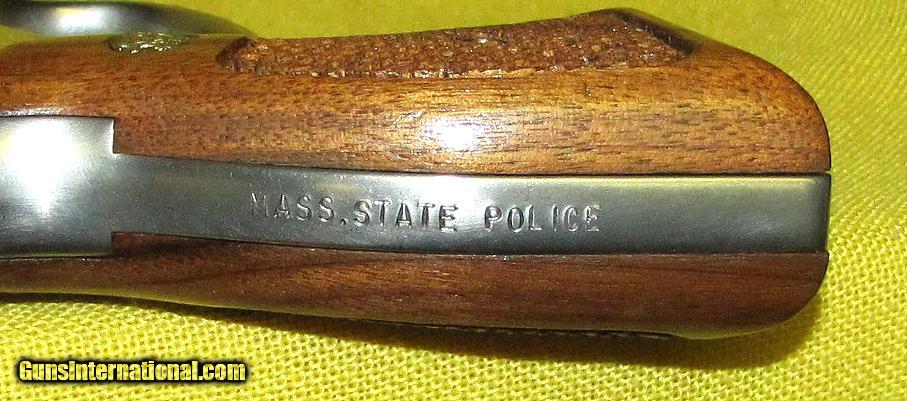 MASS. STATE POLICE
GunsInternational.com